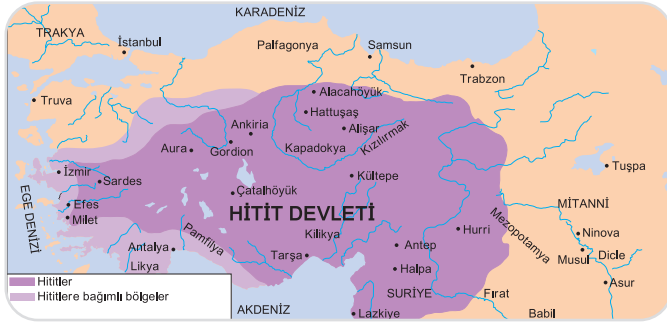 KARADENİZ
TRAKYA
İstanbul
Palfagonya
Samsun
Trabzon
Truva
Alacahöyük
Hattuşaş
Ankiria
Alişar
Aura
Gordion
Kapadokya
Kızılırmak
İzmir
Sardes
Kültepe
Tuşpa
Çatalhöyük
MİTANNİ
EGE DENİZİ
Efes
Milet
HİTİT DEVLETİ
Mezopotamya
Hurri
Ninova
Pamfilya
Kilikya
Antalya
Tarşa
Antep
Musul
Dicle
Likya
Halpa
Asur
Hititler
Hititlere bağımlı bölgeler
SURİYE
Fırat
AKDENİZ
Lazkiye
Babil